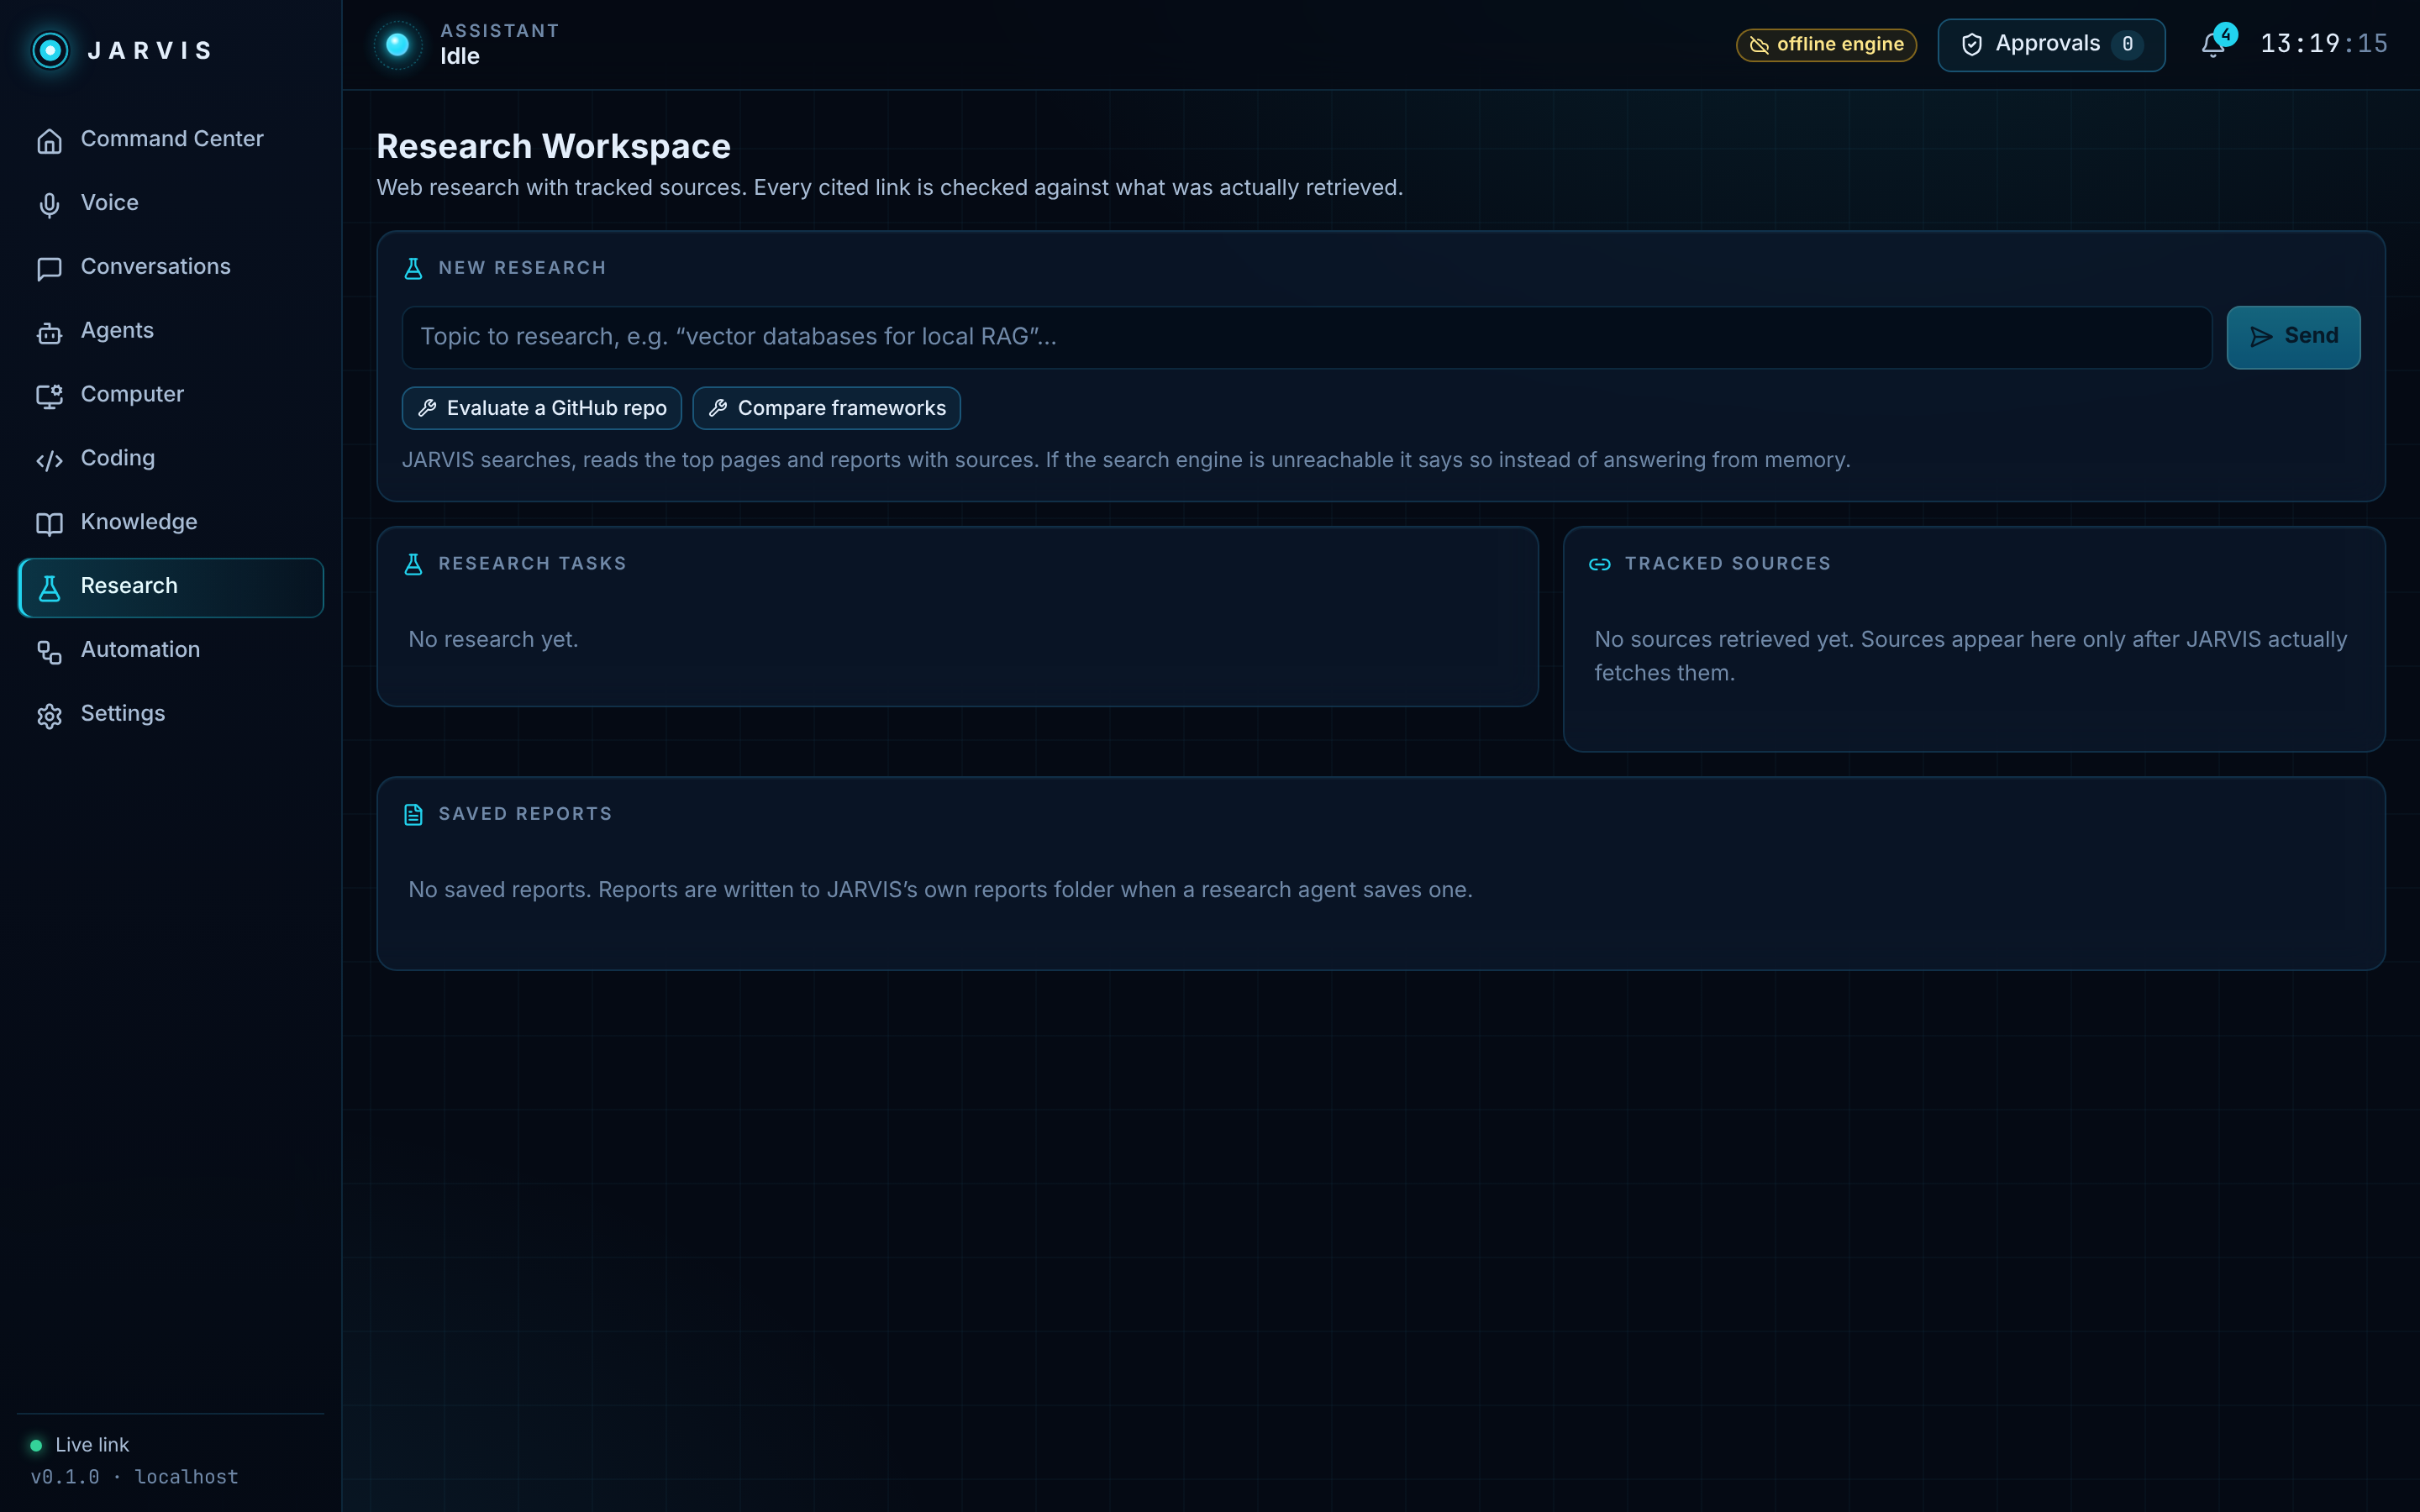 JARVIS
ASSISTANT
Idle
offline engine
Approvals 0
4
13:19:15
Command Center
Voice
Conversations
Agents
Computer
Coding
Knowledge
Research
Automation
Settings
Live link
v0.1.0 · localhost
Research Workspace
Web research with tracked sources. Every cited link is checked against what was actually retrieved.
NEW RESEARCH
Topic to research, e.g. “vector databases for local RAG”…
Send
Evaluate a GitHub repo
Compare frameworks
JARVIS searches, reads the top pages and reports with sources. If the search engine is unreachable it says so instead of answering from memory.
RESEARCH TASKS
No research yet.
TRACKED SOURCES
No sources retrieved yet. Sources appear here only after JARVIS actually
fetches them.
SAVED REPORTS
No saved reports. Reports are written to JARVIS’s own reports folder when a research agent saves one.